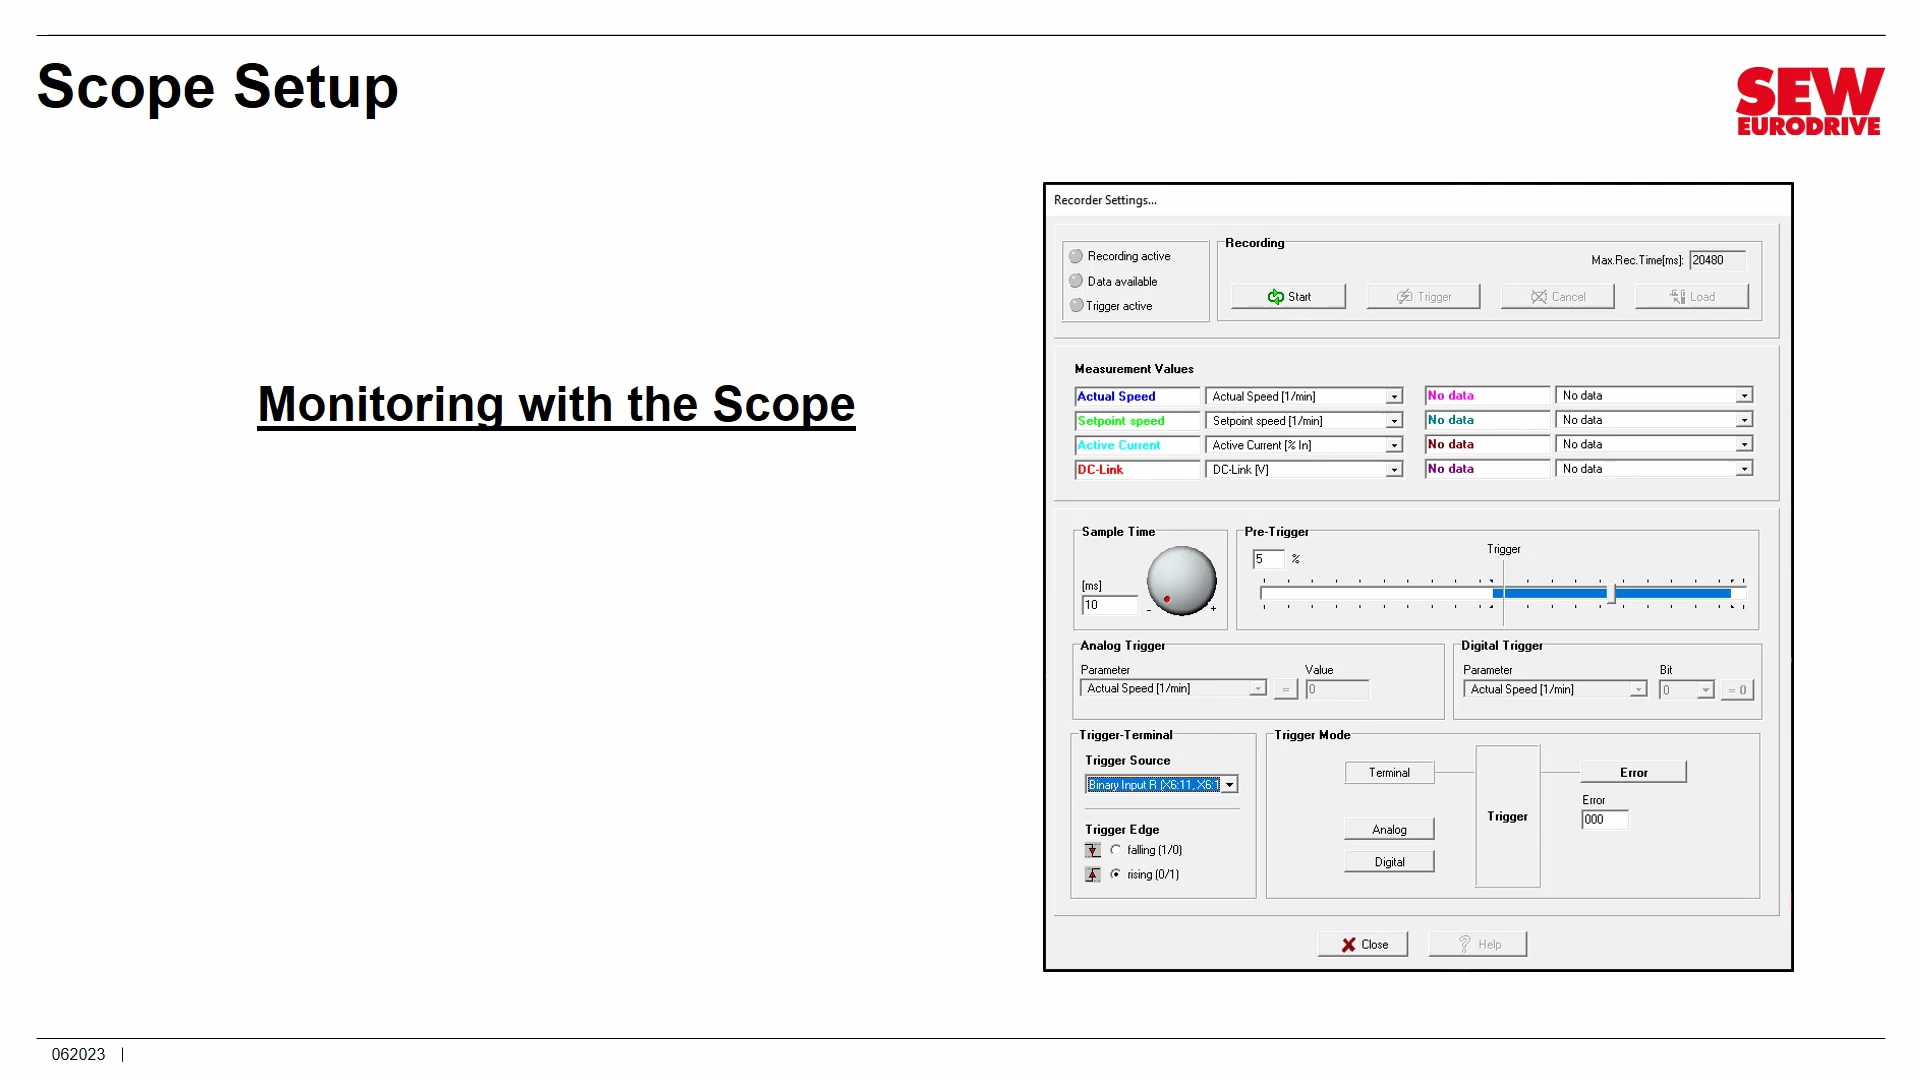 Scope Setup
SEW
EURODRIVE
Monitoring with the Scope
Recorder Settings...
Recording active
Data available
Trigger active
Recording
Max.Rec.Time[ms]: 20480
Start Trigger Cancel Load
Measurement Values
Actual Speed Actual Speed [1/min] No data No data
Setpoint speed Setpoint speed [1/min] No data No data
Active Current Active Current [% In] No data No data
DC-Link DC-Link [V] No data No data
Sample Time
[ms]
10
- +
Pre-Trigger
5 %
Trigger
Analog Trigger
Parameter Value
Actual Speed [1/min] = 0
Digital Trigger
Parameter Bit
Actual Speed [1/min] 0 = 0
Trigger-Terminal
Trigger Source
Binary Input R (X6:11, X6:1
Trigger Edge
falling (1/0)
rising (0/1)
Trigger Mode
Terminal
Analog
Digital
Trigger
Error
Error
000
Close Help
062023 |